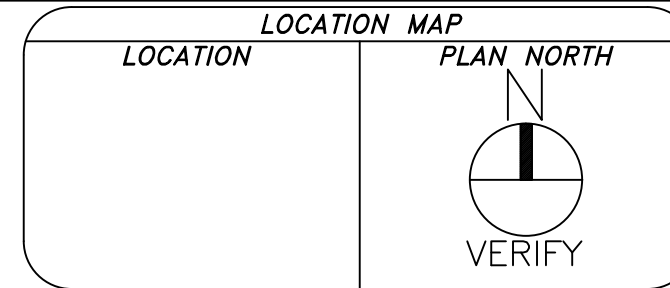 LOCATION MAP
LOCATION
PLAN NORTH
N
VERIFY